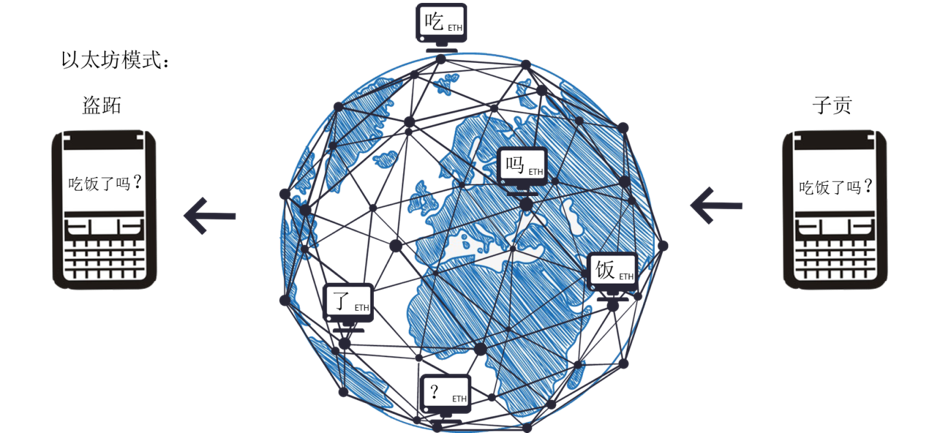 以太坊模式：
盗跖
子贡
吃饭了吗？
吃饭了吗？
吃 ETH
吗 ETH
饭 ETH
了 ETH
？ ETH